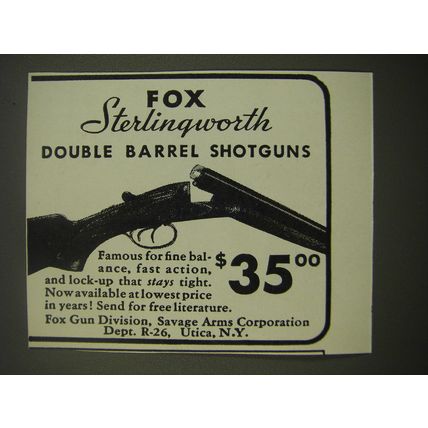 FOX
Sterlingworth
DOUBLE BARREL SHOTGUNS
Famous for fine bal-
ance, fast action,
and lock-up that stays tight.
Now available at lowest price
in years! Send for free literature.
$35.00
Fox Gun Division, Savage Arms Corporation
Dept. R-26, Utica, N.Y.